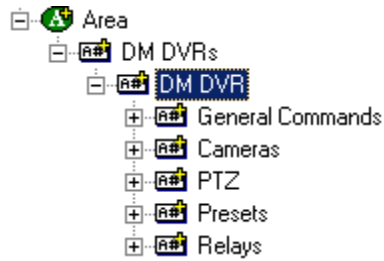 Area
DM DVRs
DM DVR
General Commands
Cameras
PTZ
Presets
Relays